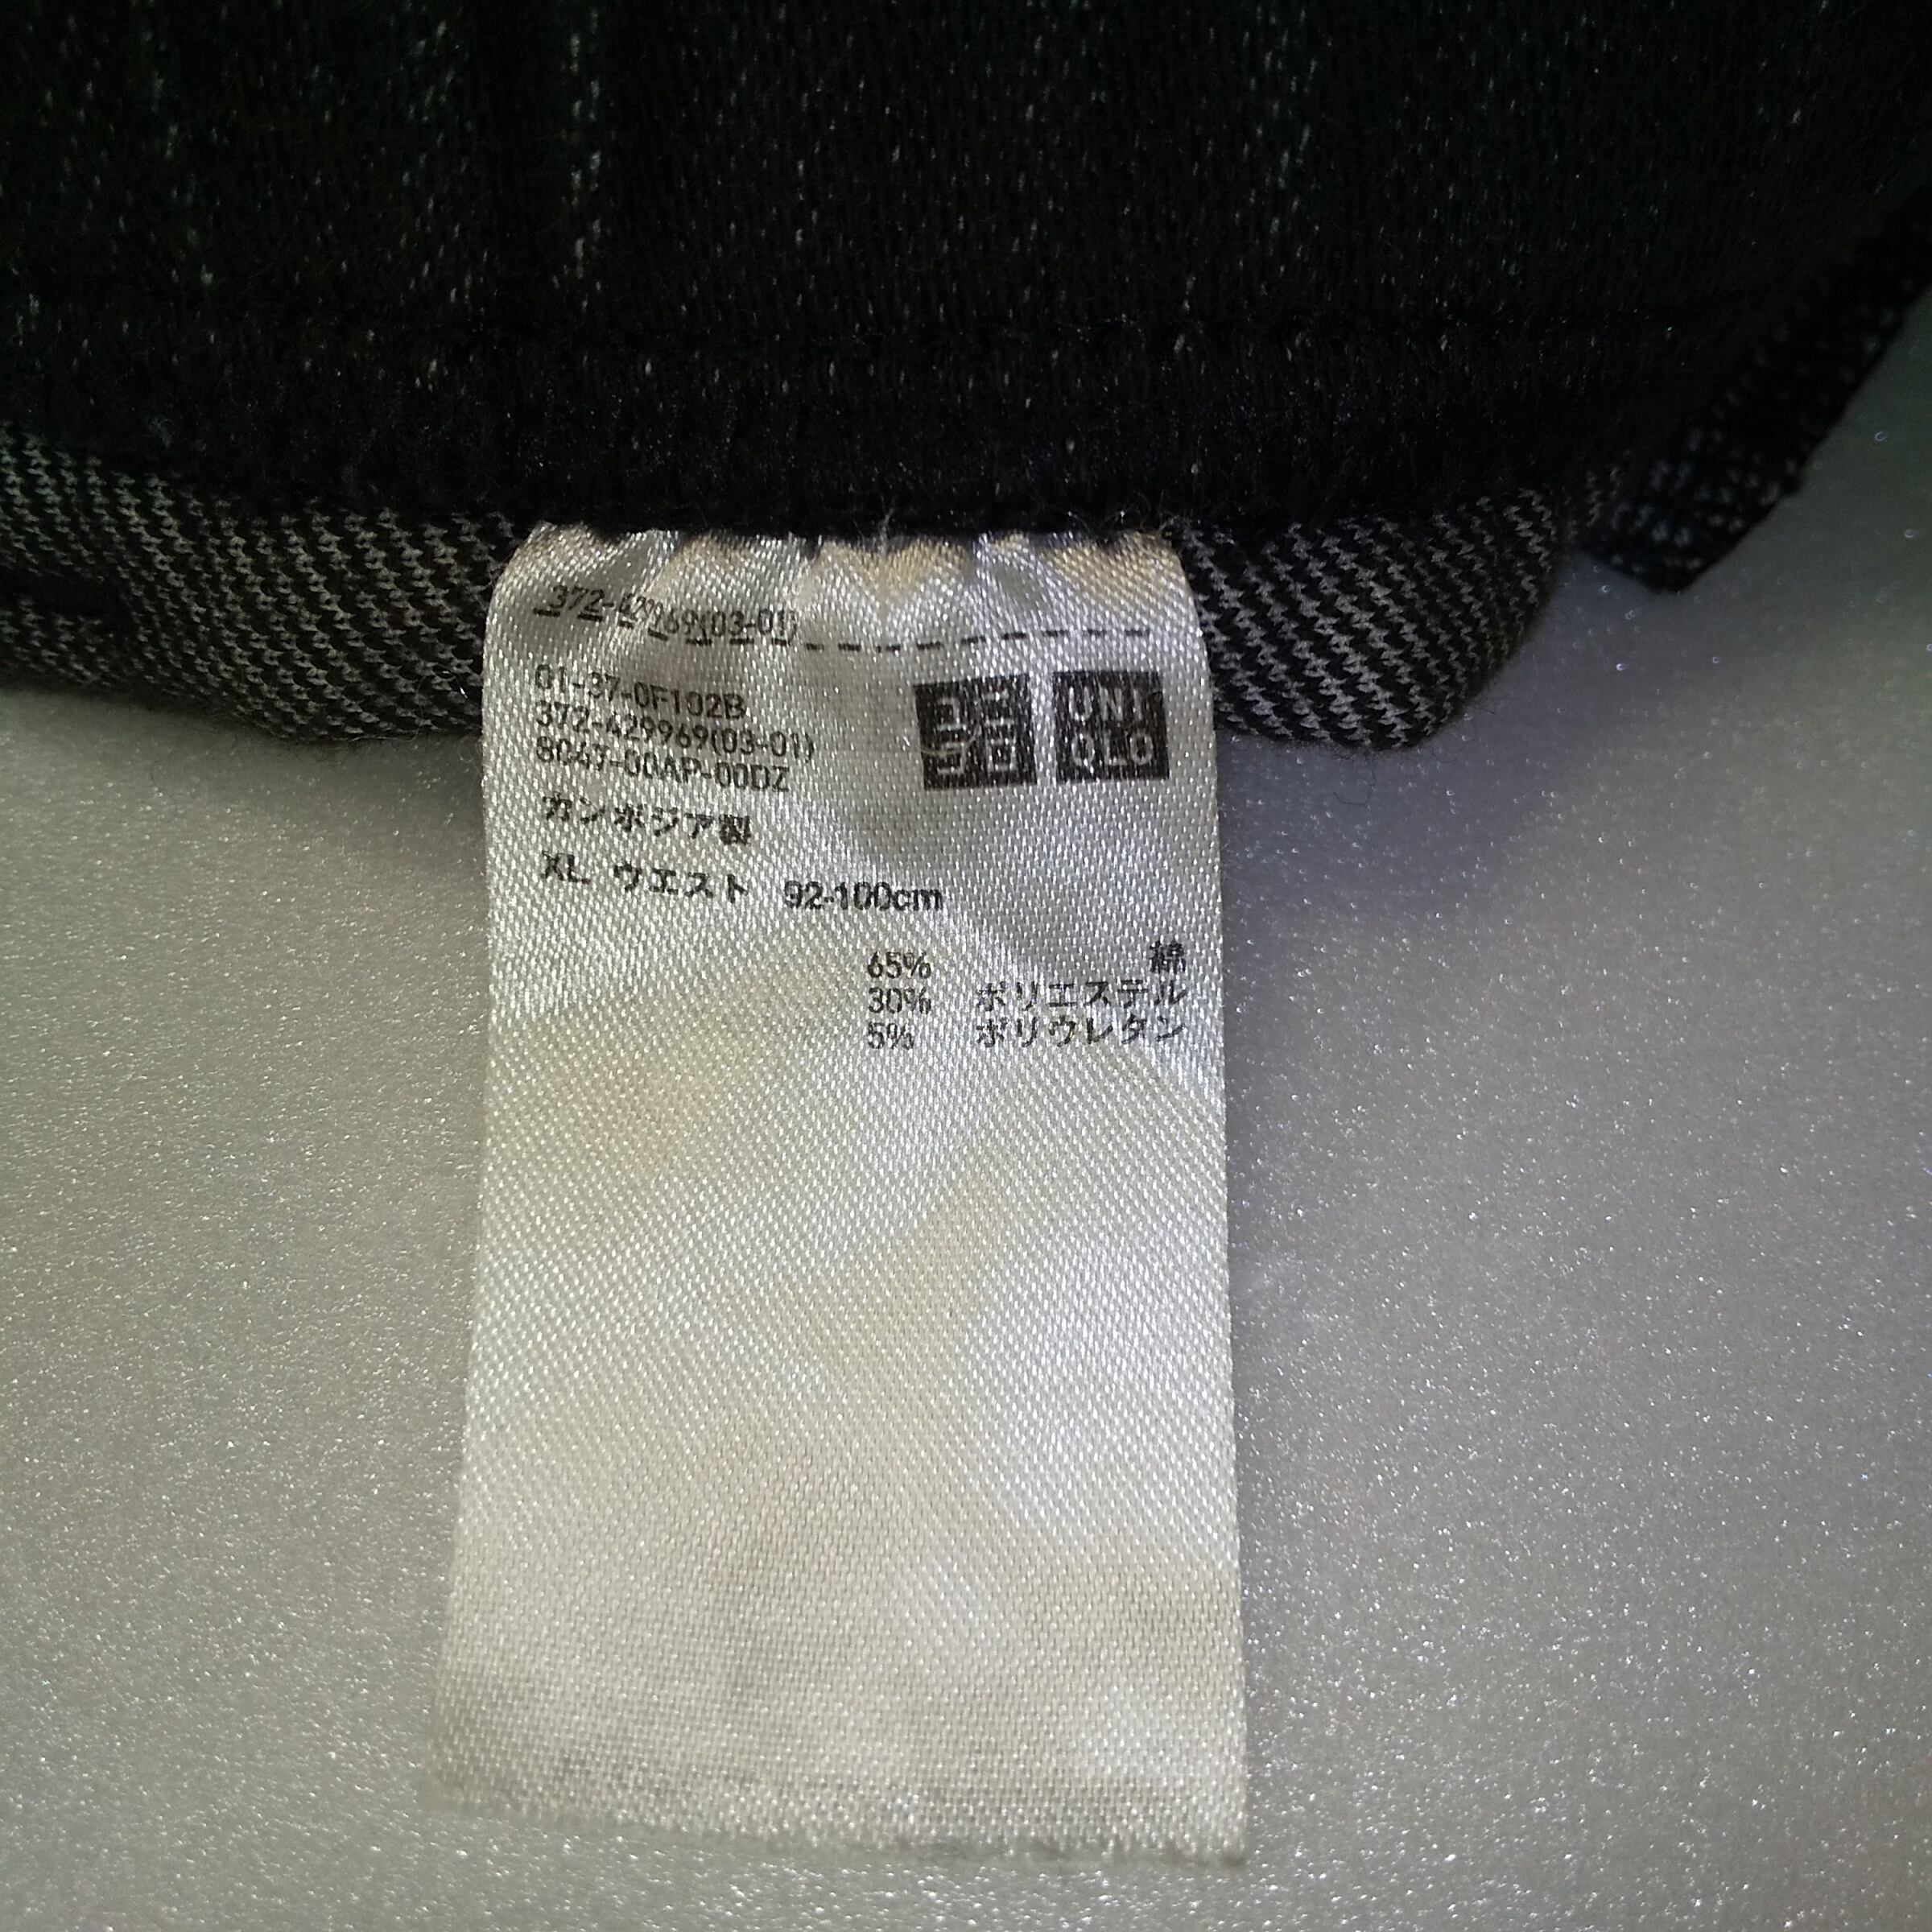 372-429969(03-01)
01-37-0F102B
372-429969(03-01)
8047-00AP-00DZ
ユニ
クロ
UNI
QLO
カンボジア製
XL ウエスト 92-100cm
65% 綿
30% ポリエステル
5% ポリウレタン